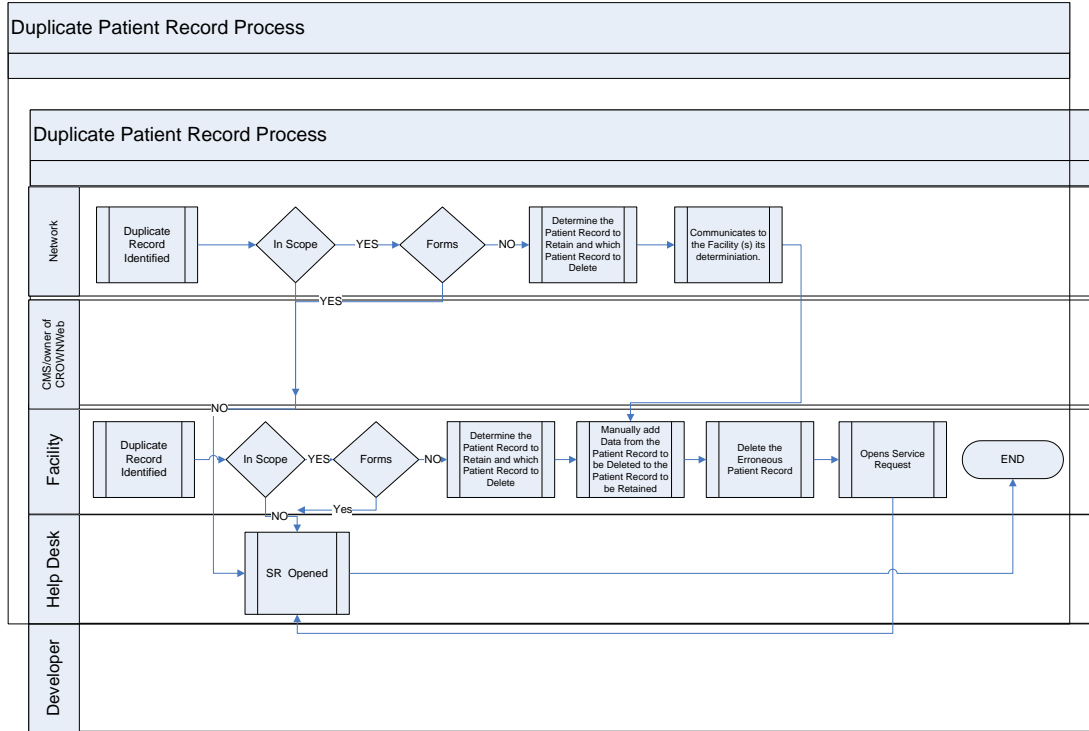 Duplicate Patient Record Process
Duplicate Patient Record Process
Network
Duplicate
Record
Identified
In Scope
YES
Forms
NO
Determine the
Patient Record to
Retain and which
Patient Record to
Delete
Communicates to
the Facility (s) its
determiniation.
YES
CMS/owner of
CROWNWeb
NO
Facility
Duplicate
Record
Identified
In Scope
YES
Forms
NO
Determine the
Patient Record to
Retain and which
Patient Record to
Delete
Manually add
Data from the
Patient Record to
be Deleted to the
Patient Record to
be Retained
Delete the
Erroneous
Patient Record
Opens Service
Request
END
Yes
NO
Help Desk
SR Opened
Developer